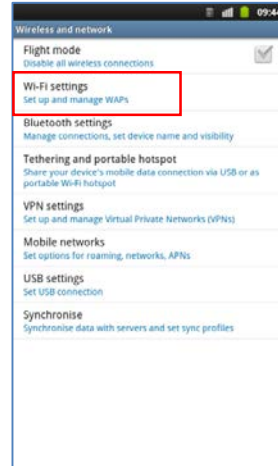 09:44
Wireless and network
Flight mode
Disable all wireless connections
Wi-Fi settings
Set up and manage WAPs
Bluetooth settings
Manage connections, set device name and visibility
Tethering and portable hotspot
Share your device's mobile data connection via USB or as
portable Wi-Fi hotspot
VPN settings
Set up and manage Virtual Private Networks (VPNs)
Mobile networks
Set options for roaming, networks, APNs
USB settings
Set USB connection
Synchronise
Synchronise data with servers and set sync profiles